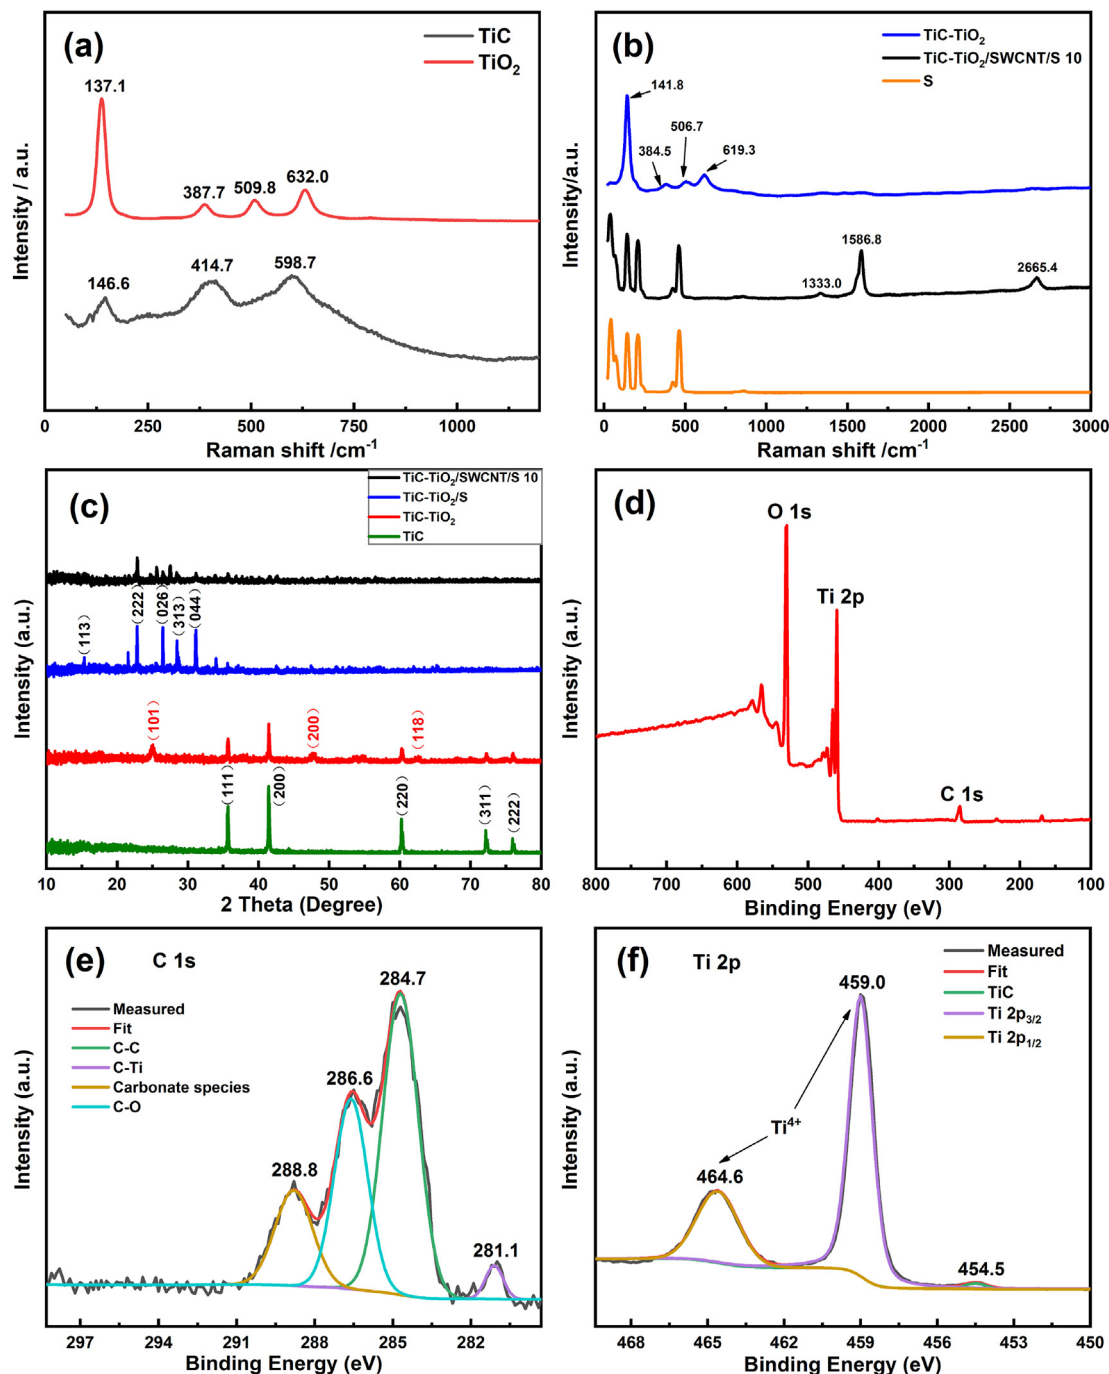 (a)
TiC
TiO₂
137.1
387.7
509.8
632.0
146.6
414.7
598.7
Intensity / a.u.
0 250 500 750 1000
Raman shift /cm⁻¹
(b)
TiC-TiO₂
TiC-TiO₂/SWCNT/S 10
S
141.8
384.5
506.7
619.3
1586.8
1333.0
2665.4
Intensity/a.u.
0 500 1000 1500 2000 2500 3000
Raman shift /cm⁻¹
(c)
TiC-TiO₂/SWCNT/S 10
TiC-TiO₂/S
TiC-TiO₂
TiC
(113)
(222)
(026)
(313)
(044)
(101)
(200)
(118)
(111)
(200)
(220)
(311)
(222)
Intensity (a.u.)
10 20 30 40 50 60 70 80
2 Theta (Degree)
(d)
O 1s
Ti 2p
C 1s
Intensity (a.u.)
800 700 600 500 400 300 200 100
Binding Energy (eV)
(e) C 1s
Measured
Fit
C-C
C-Ti
Carbonate species
C-O
284.7
286.6
288.8
281.1
Intensity (a.u.)
297 294 291 288 285 282
Binding Energy (eV)
(f) Ti 2p
Measured
Fit
TiC
Ti 2p₃/₂
Ti 2p₁/₂
459.0
Ti⁴⁺
464.6
454.5
Intensity (a.u.)
468 465 462 459 456 453 450
Binding Energy (eV)